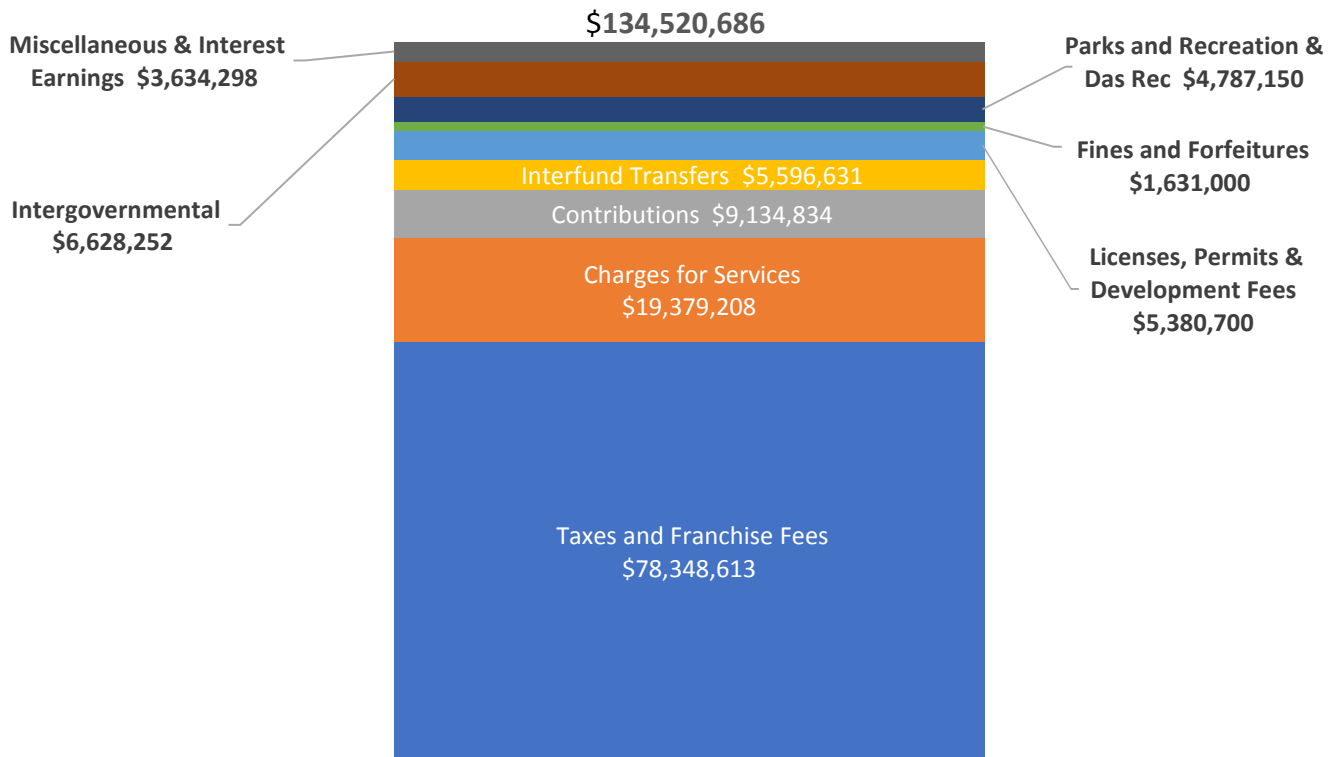 $134,520,686
Miscellaneous & Interest
Earnings $3,634,298
Intergovernmental
$6,628,252
Parks and Recreation &
Das Rec $4,787,150
Fines and Forfeitures
$1,631,000
Licenses, Permits &
Development Fees
$5,380,700
Interfund Transfers $5,596,631
Contributions $9,134,834
Charges for Services
$19,379,208
Taxes and Franchise Fees
$78,348,613